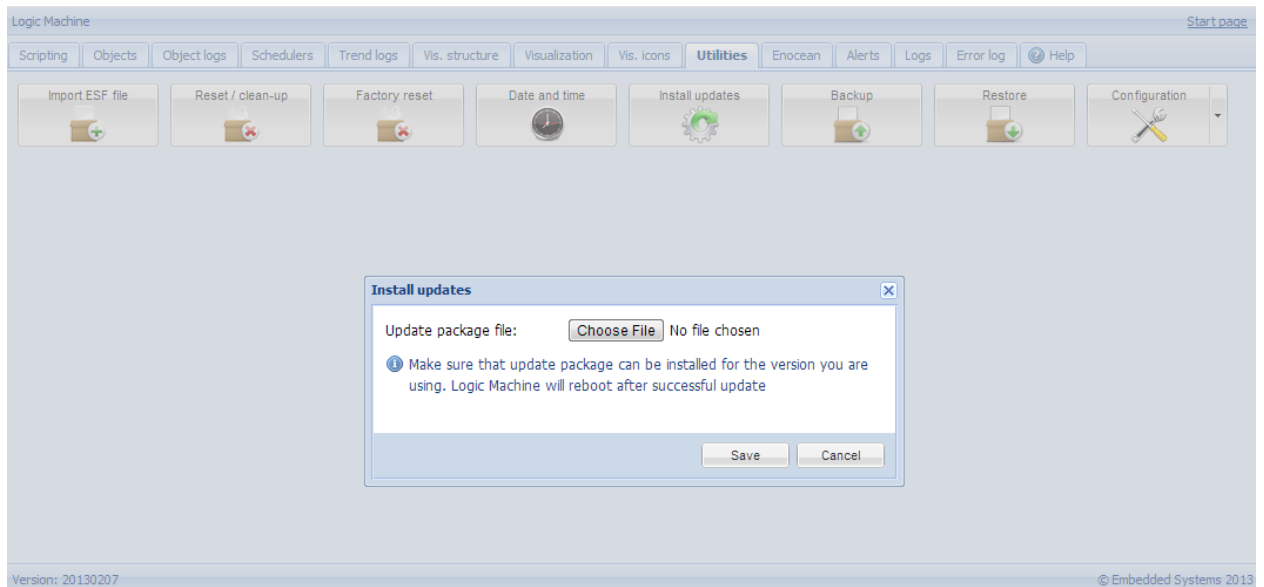 Logic Machine Start page
Scripting Objects Object logs Schedulers Trend logs Vis. structure Visualization Vis. icons Utilities Enocean Alerts Logs Error log Help
Import ESF file Reset / clean-up Factory reset Date and time Install updates Backup Restore Configuration
Install updates
Update package file: Choose File No file chosen
Make sure that update package can be installed for the version you are
using. Logic Machine will reboot after successful update
Save Cancel
Version: 20130207 © Embedded Systems 2013